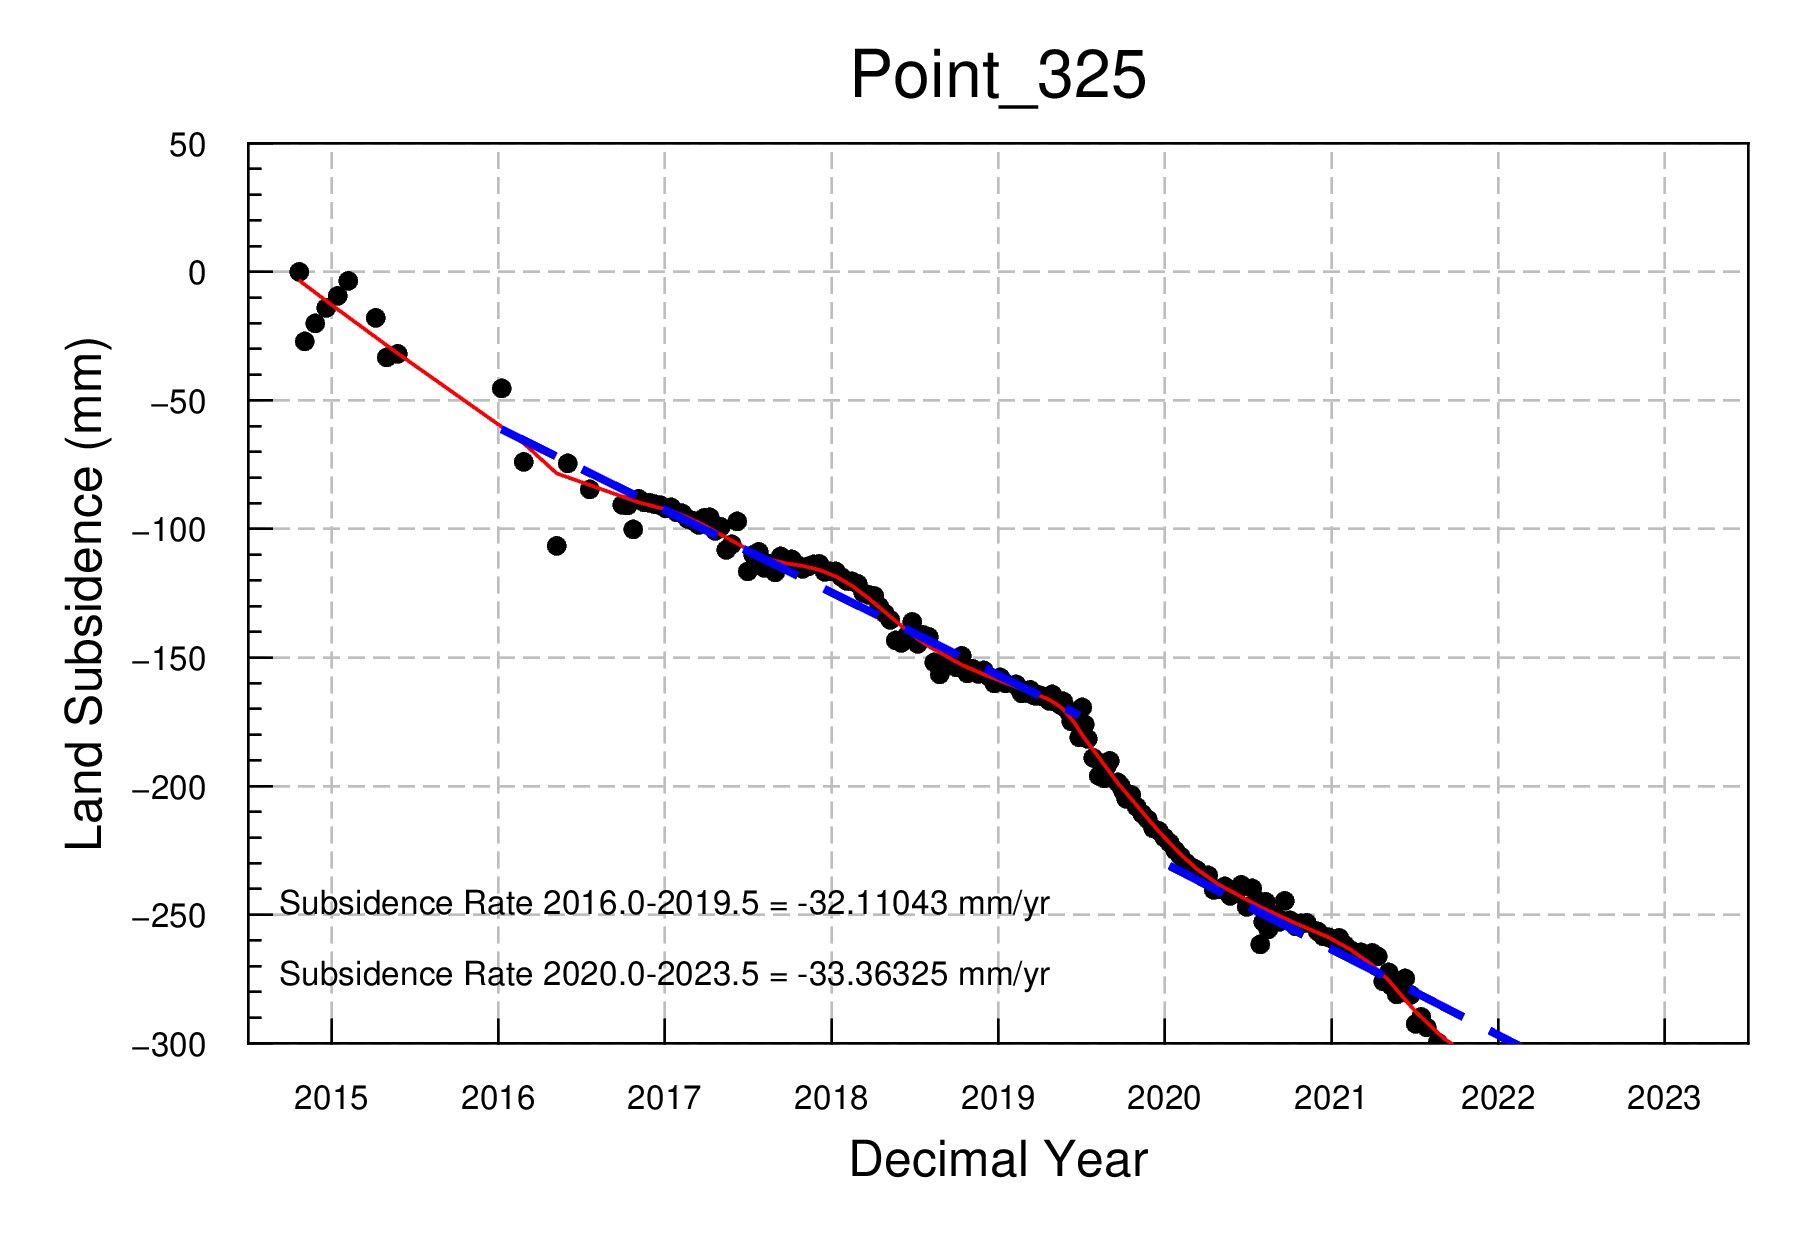 Point_325
50
0
−50
−100
−150
−200
−250
−300
Land Subsidence (mm)
Subsidence Rate 2016.0-2019.5 = -32.11043 mm/yr
Subsidence Rate 2020.0-2023.5 = -33.36325 mm/yr
2015 2016 2017 2018 2019 2020 2021 2022 2023
Decimal Year